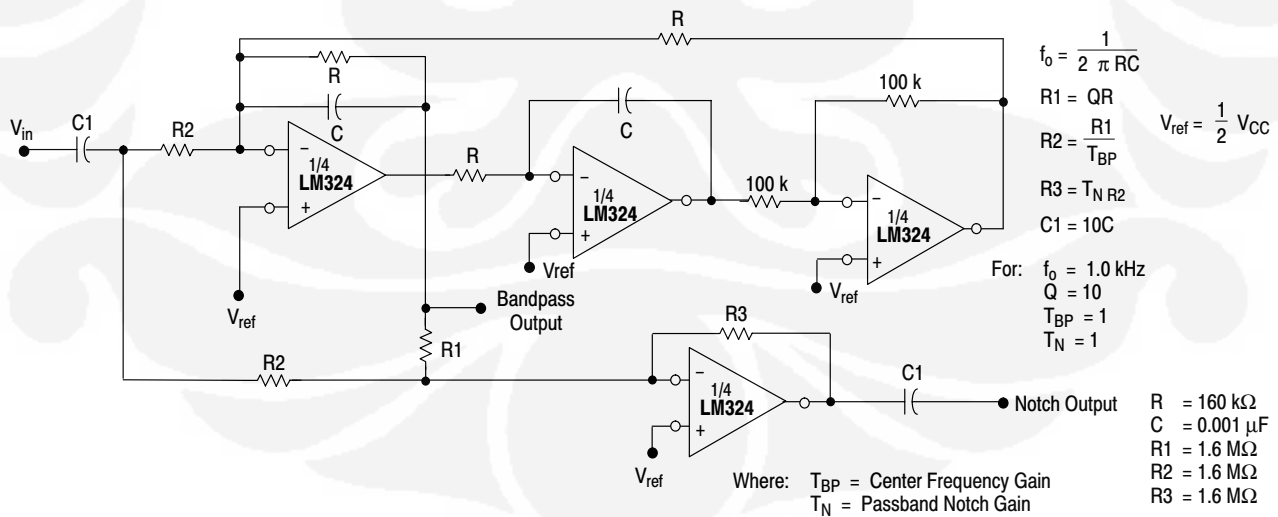 R
R
C
C
100 k
V_in
C1
R2
1/4
LM324
−
+
V_ref
R
1/4
LM324
−
+
Vref
100 k
1/4
LM324
−
+
V_ref
Bandpass
Output
R1
R2
R3
1/4
LM324
−
+
V_ref
C1
Notch Output
f_o = 1 / 2 π RC
R1 = QR
R2 = R1 / T_BP
R3 = T_N R2
C1 = 10C
V_ref = 1/2 V_CC
For: f_o = 1.0 kHz
Q = 10
T_BP = 1
T_N = 1
R = 160 kΩ
C = 0.001 μF
R1 = 1.6 MΩ
R2 = 1.6 MΩ
R3 = 1.6 MΩ
Where: T_BP = Center Frequency Gain
T_N = Passband Notch Gain